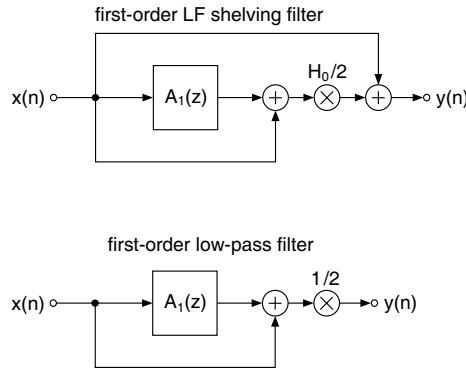 first-order LF shelving filter
H₀/2
x(n) A₁(z) + × + y(n)
first-order low-pass filter
1/2
x(n) A₁(z) + × y(n)